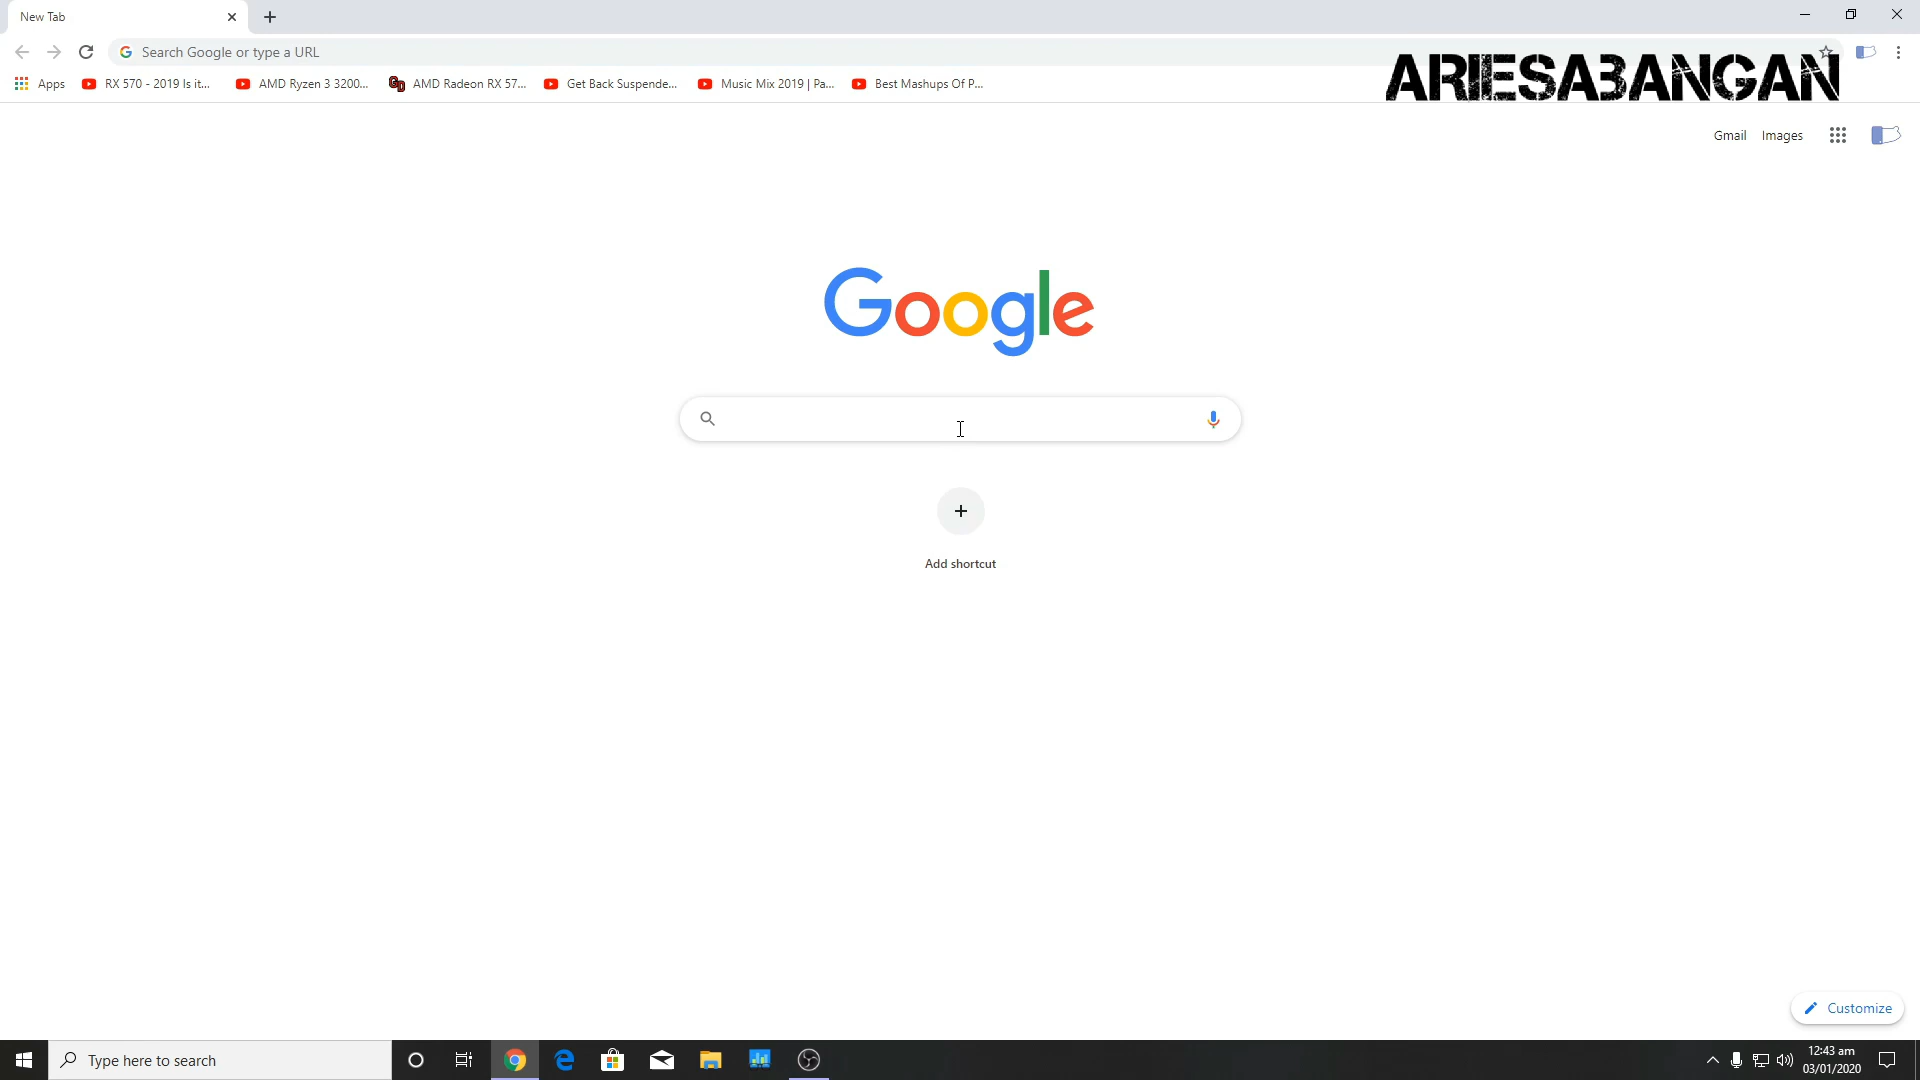 New Tab
Search Google or type a URL
ARIESABANGAN
Apps
RX 570 - 2019 Is it...
AMD Ryzen 3 3200...
AMD Radeon RX 57...
Get Back Suspende...
Music Mix 2019 | Pa...
Best Mashups Of P...
Gmail
Images
Google
Add shortcut
Customize
Type here to search
12:43 am
03/01/2020